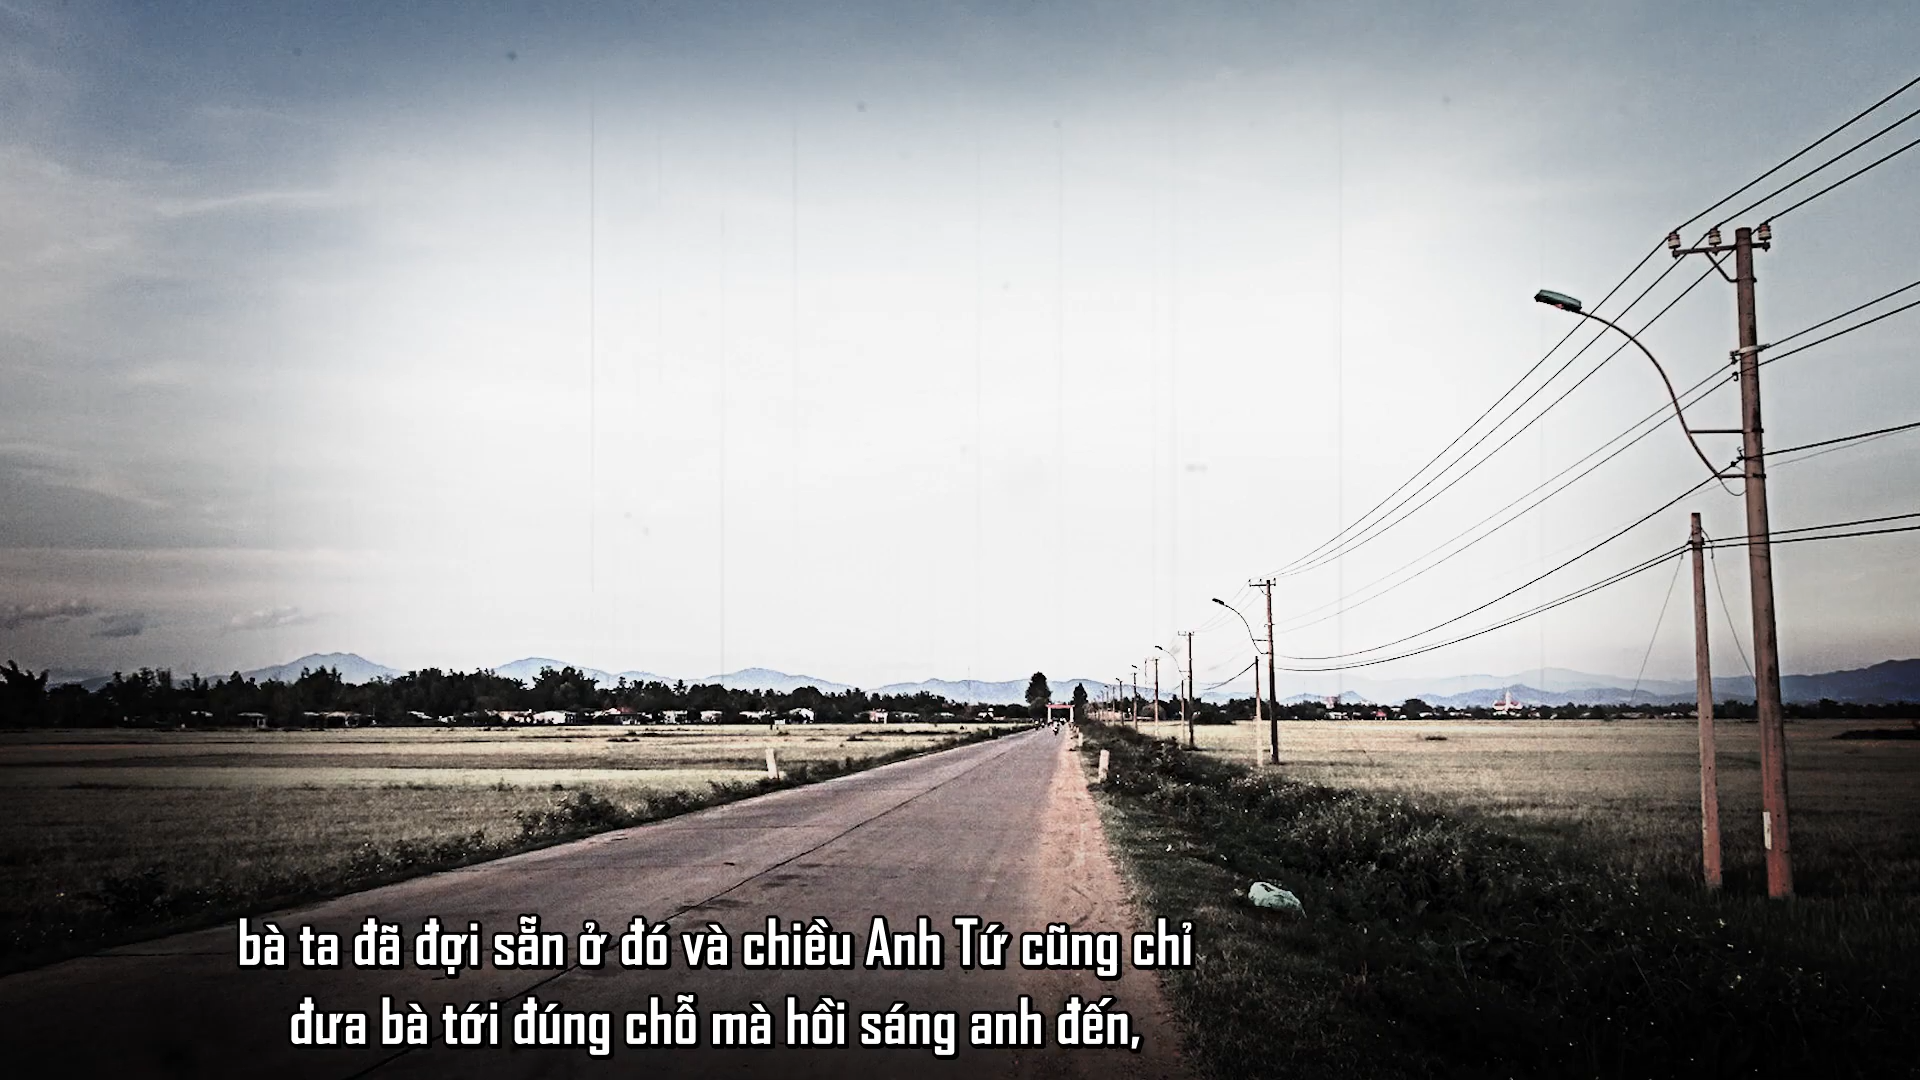 bà ta đã đợi sẵn ở đó và chiều Anh Tứ cũng chỉ
đưa bà tới đúng chỗ mà hồi sáng anh đến,